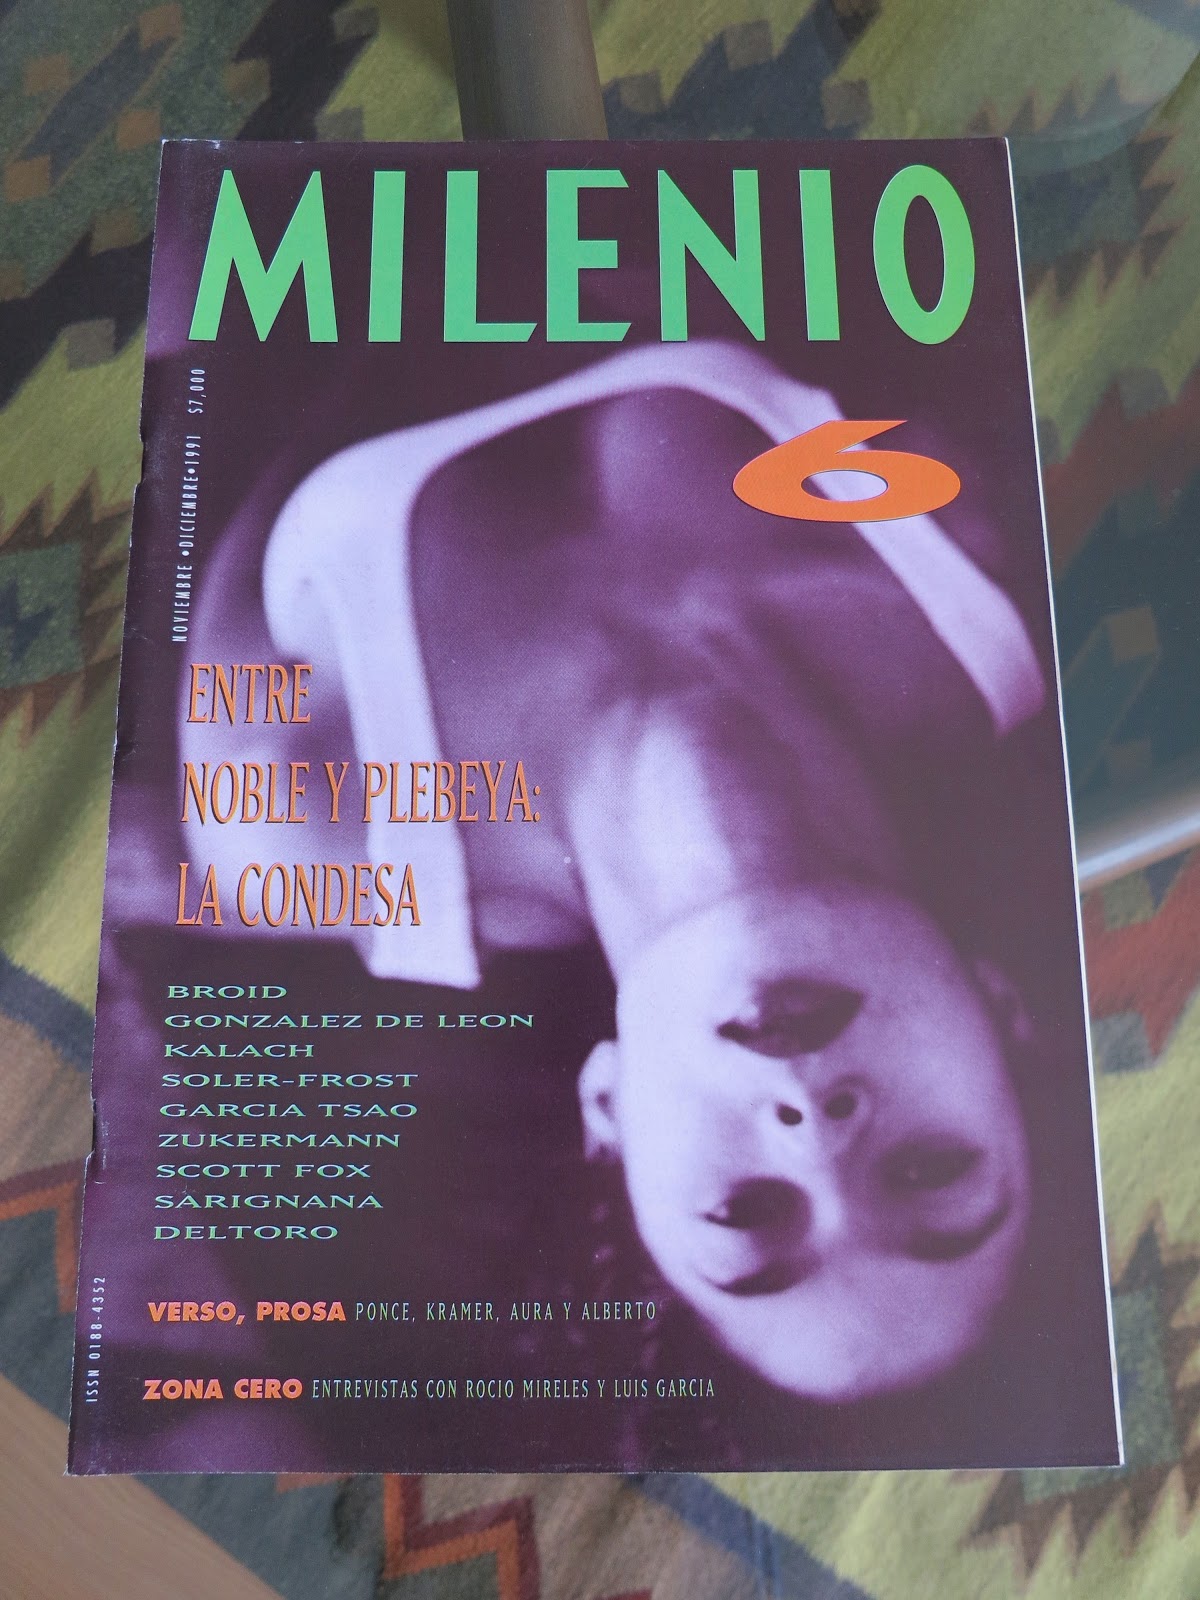 MILENIO
6
NOVIEMBRE •DICIEMBRE•1991 $7,000
ENTRE
NOBLE Y PLEBEYA:
LA CONDESA
BROID
GONZALEZ DE LEON
KALACH
SOLER-FROST
GARCIA TSAO
ZUKERMANN
SCOTT FOX
SARIGNANA
DELTORO
VERSO, PROSA PONCE, KRAMER, AURA Y ALBERTO
ZONA CERO ENTREVISTAS CON ROCIO MIRELES Y LUIS GARCIA
ISSN 0188-4352